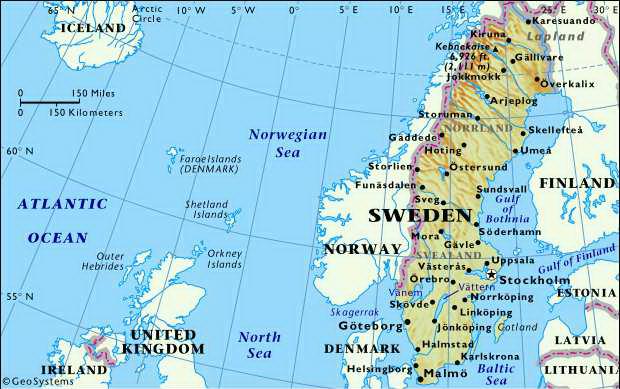 Arctic
Circle
10°W
5°W
0°
5°E
10°E
15°E
20°E
25°E
30°E
ICELAND
Karesuando
Kiruna
Lapland
Kebnekaise
6,926 ft.
(2,111 m)
Gällivare
Jokkmokk
Överkalix
150 Miles
0
0
150 Kilometers
Arjeplog
Storuman
NORRLAND
Skellefteå
Norwegian
Sea
Gäddede
Hoting
Umeå
60°N
Faroe Islands
(DENMARK)
Storlien
Östersund
FINLAND
Funäsdalen
Sundsvall
Sveg
ATLANTIC
OCEAN
Shetland
Islands
SWEDEN
Gulf
of
Bothnia
Söderhamn
Mora
Gävle
NORWAY
Outer
Hebrides
Orkney
Islands
SVEALAND
Uppsala
Gulf of Finland
Västerås
Stockholm
Örebro
ESTONIA
55°N
Vänern
Vättern
Norrköping
Skövde
Skagerrak
Linköping
Gotland
Göteborg
Jönköping
North
Sea
UNITED
KINGDOM
LATVIA
DENMARK
Halmstad
Karlskrona
IRELAND
Helsingborg
Malmö
Baltic
Sea
LITHUANIA
©GeoSystems